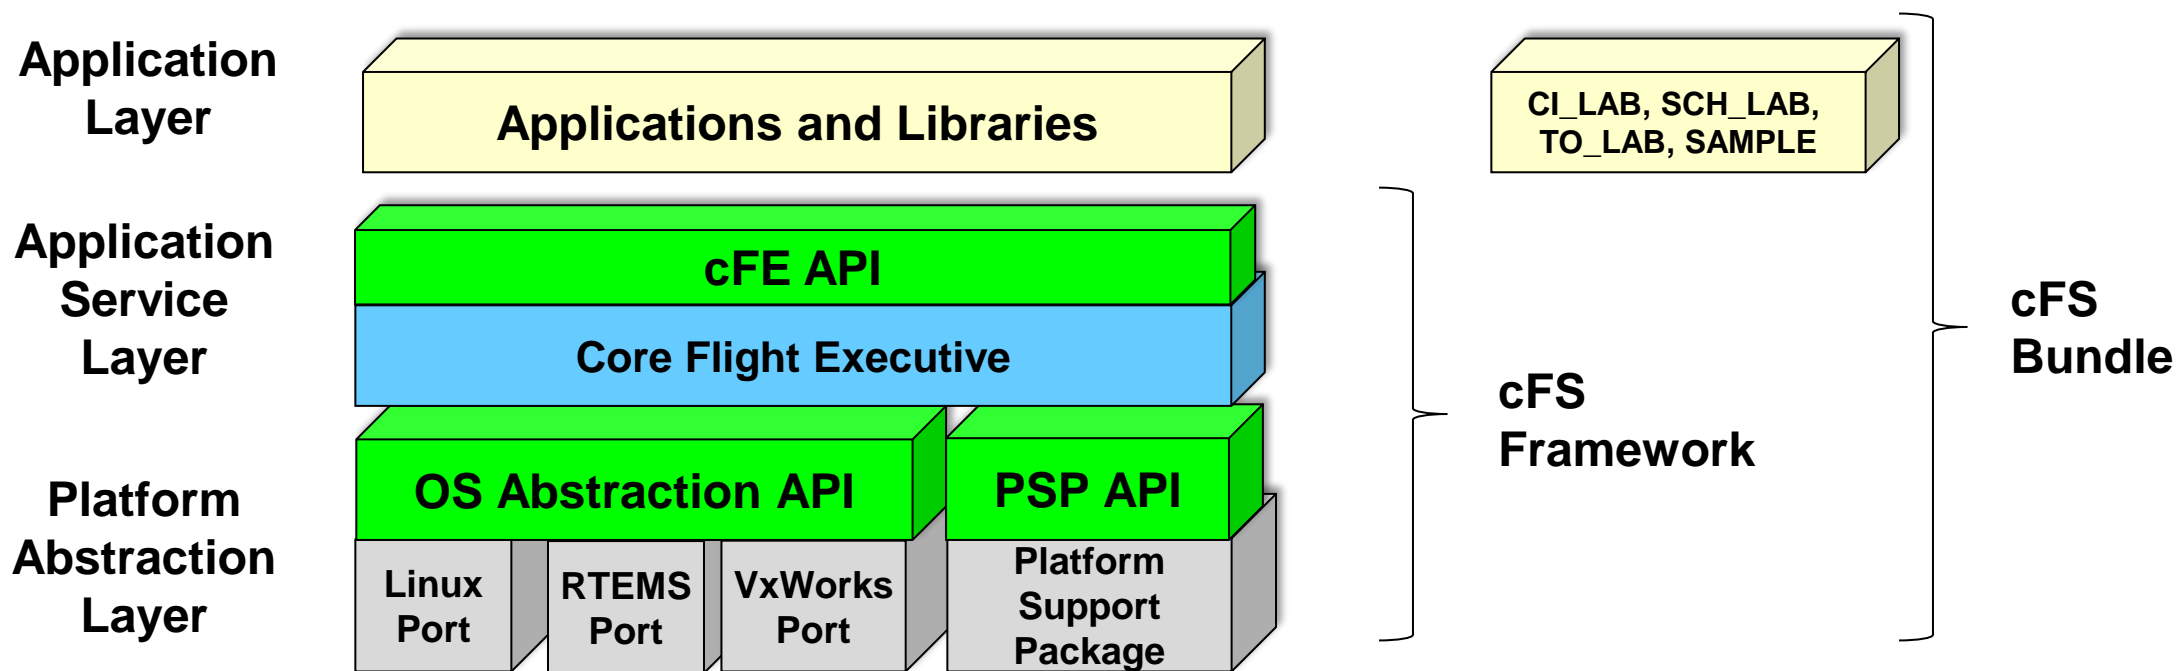 Application
Layer
Applications and Libraries
CI_LAB, SCH_LAB,
TO_LAB, SAMPLE
Application
Service
Layer
cFE API
Core Flight Executive
cFS
Framework
cFS
Bundle
Platform
Abstraction
Layer
OS Abstraction API
PSP API
Linux
Port
RTEMS
Port
VxWorks
Port
Platform
Support
Package